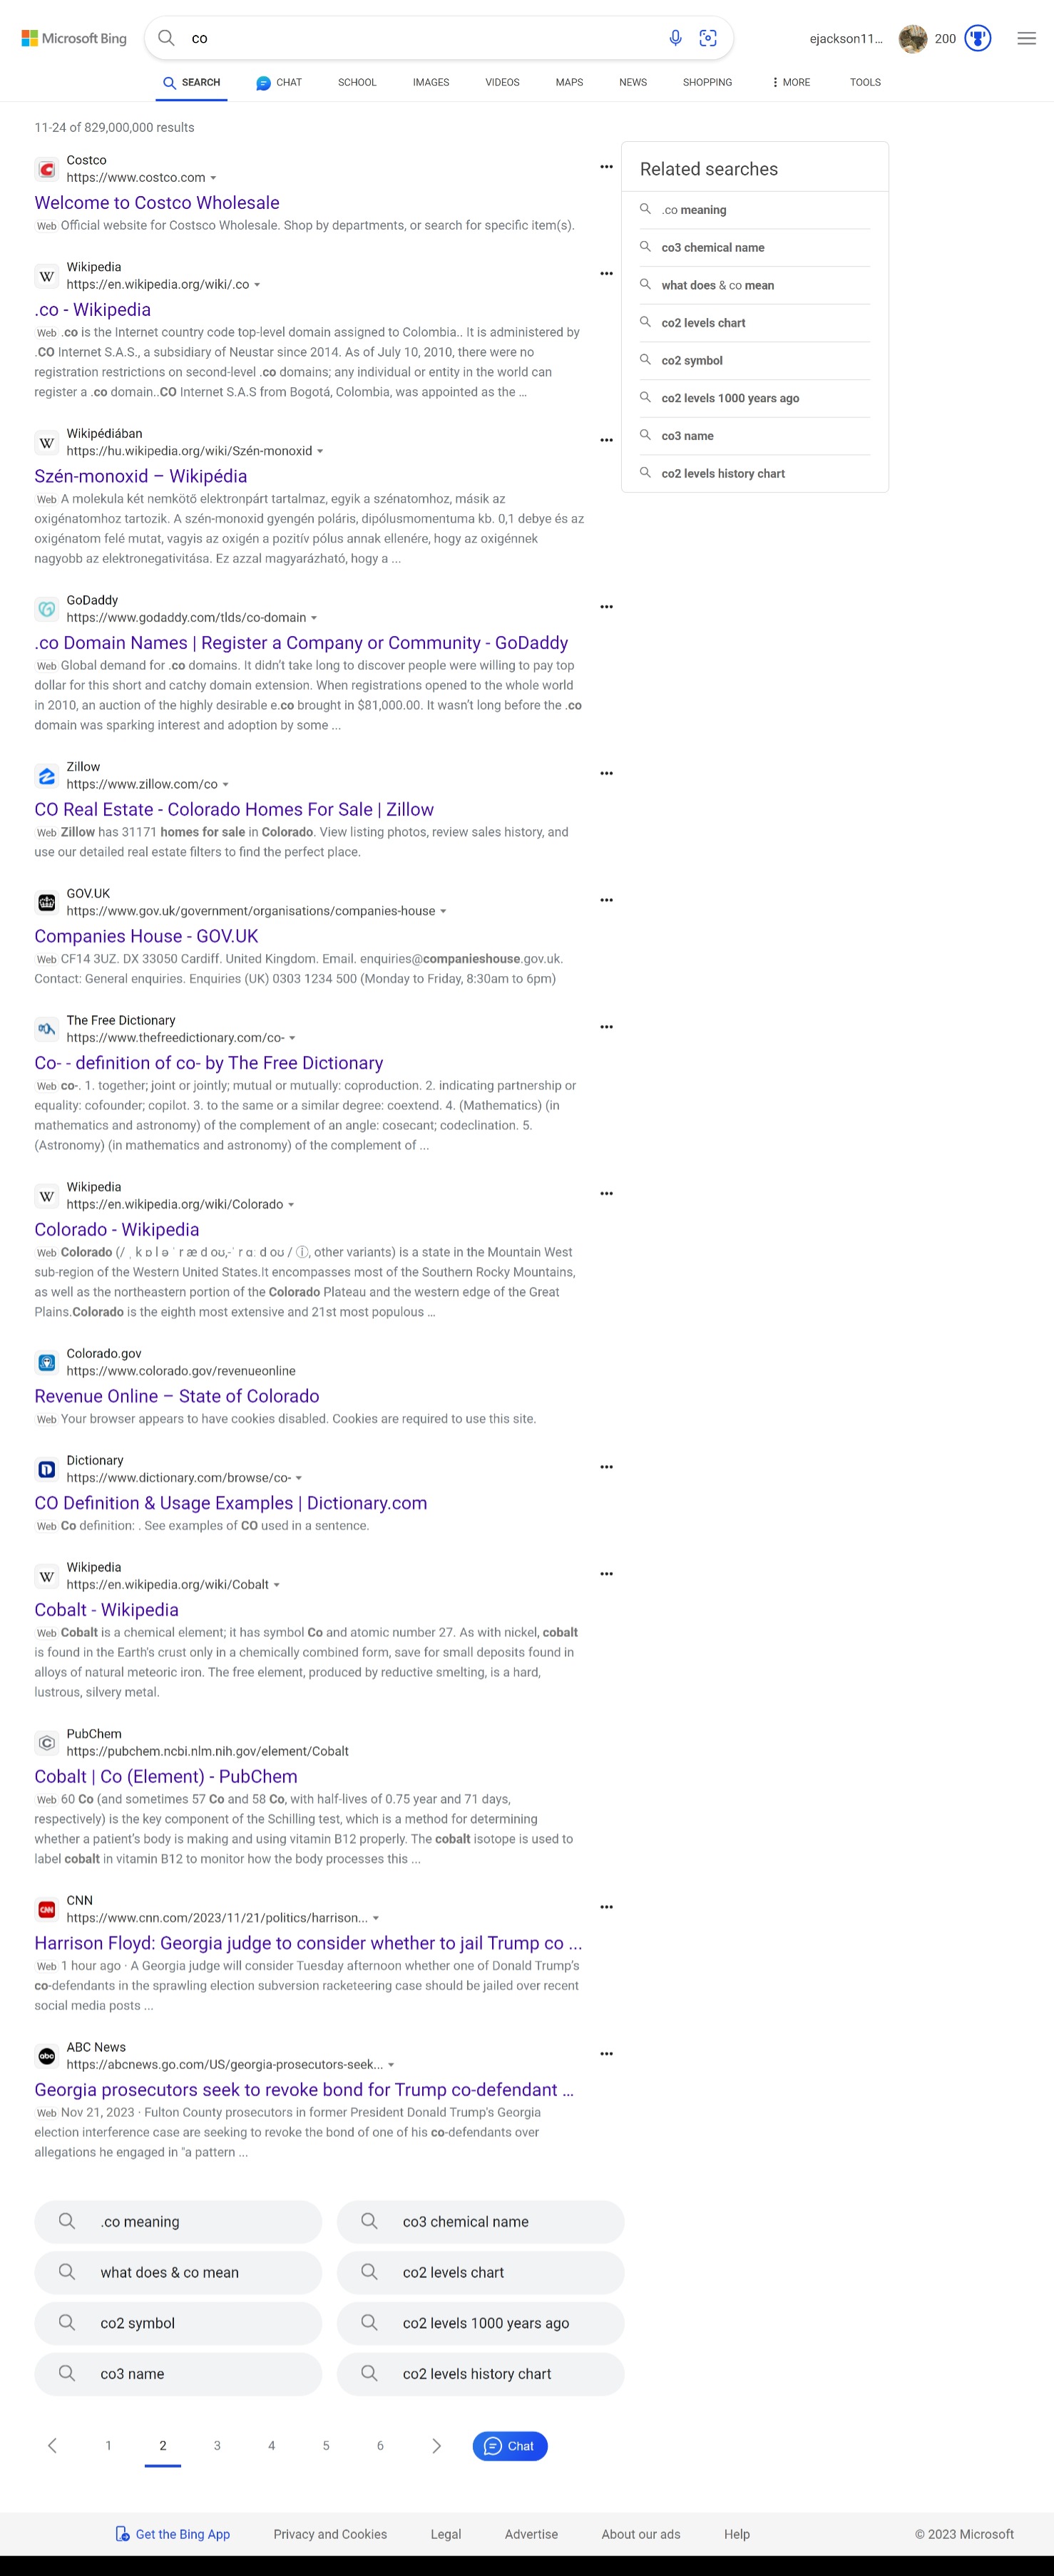 Microsoft Bing
co
ejackson11...
200
SEARCH
CHAT
SCHOOL
IMAGES
VIDEOS
MAPS
NEWS
SHOPPING
MORE
TOOLS
11-24 of 829,000,000 results
Costco
https://www.costco.com
Welcome to Costco Wholesale
Web Official website for Costsco Wholesale. Shop by departments, or search for specific item(s).
Wikipedia
https://en.wikipedia.org/wiki/.co
.co - Wikipedia
Web .co is the Internet country code top-level domain assigned to Colombia.. It is administered by
.CO Internet S.A.S., a subsidiary of Neustar since 2014. As of July 10, 2010, there were no
registration restrictions on second-level .co domains; any individual or entity in the world can
register a .co domain..CO Internet S.A.S from Bogotá, Colombia, was appointed as the ...
Wikipédiában
https://hu.wikipedia.org/wiki/Szén-monoxid
Szén-monoxid – Wikipédia
Web A molekula két nemkötő elektronpárt tartalmaz, egyik a szénatomhoz, másik az
oxigénatomhoz tartozik. A szén-monoxid gyengén poláris, dipólusmomentuma kb. 0,1 debye és az
oxigénatom felé mutat, vagyis az oxigén a pozitív pólus annak ellenére, hogy az oxigénnek
nagyobb az elektronegativitása. Ez azzal magyarázható, hogy a ...
GoDaddy
https://www.godaddy.com/tlds/co-domain
.co Domain Names | Register a Company or Community - GoDaddy
Web Global demand for .co domains. It didn’t take long to discover people were willing to pay top
dollar for this short and catchy domain extension. When registrations opened to the whole world
in 2010, an auction of the highly desirable e.co brought in $81,000.00. It wasn’t long before the .co
domain was sparking interest and adoption by some ...
Zillow
https://www.zillow.com/co
CO Real Estate - Colorado Homes For Sale | Zillow
Web Zillow has 31171 homes for sale in Colorado. View listing photos, review sales history, and
use our detailed real estate filters to find the perfect place.
GOV.UK
https://www.gov.uk/government/organisations/companies-house
Companies House - GOV.UK
Web CF14 3UZ. DX 33050 Cardiff. United Kingdom. Email. enquiries@companieshouse.gov.uk.
Contact: General enquiries. Enquiries (UK) 0303 1234 500 (Monday to Friday, 8:30am to 6pm)
The Free Dictionary
https://www.thefreedictionary.com/co-
Co- - definition of co- by The Free Dictionary
Web co-. 1. together; joint or jointly; mutual or mutually: coproduction. 2. indicating partnership or
equality: cofounder; copilot. 3. to the same or a similar degree: coextend. 4. (Mathematics) (in
mathematics and astronomy) of the complement of an angle: cosecant; codeclination. 5.
(Astronomy) (in mathematics and astronomy) of the complement of ...
Wikipedia
https://en.wikipedia.org/wiki/Colorado
Colorado - Wikipedia
Web Colorado (/ ˌ k ɒ l ə ˈ r æ d oʊ,-ˈ r ɑː d oʊ / ⓘ, other variants) is a state in the Mountain West
sub-region of the Western United States.It encompasses most of the Southern Rocky Mountains,
as well as the northeastern portion of the Colorado Plateau and the western edge of the Great
Plains.Colorado is the eighth most extensive and 21st most populous ...
Colorado.gov
https://www.colorado.gov/revenueonline
Revenue Online – State of Colorado
Web Your browser appears to have cookies disabled. Cookies are required to use this site.
Dictionary
https://www.dictionary.com/browse/co-
CO Definition & Usage Examples | Dictionary.com
Web Co definition: . See examples of CO used in a sentence.
Wikipedia
https://en.wikipedia.org/wiki/Cobalt
Cobalt - Wikipedia
Web Cobalt is a chemical element; it has symbol Co and atomic number 27. As with nickel, cobalt
is found in the Earth's crust only in a chemically combined form, save for small deposits found in
alloys of natural meteoric iron. The free element, produced by reductive smelting, is a hard,
lustrous, silvery metal.
PubChem
https://pubchem.ncbi.nlm.nih.gov/element/Cobalt
Cobalt | Co (Element) - PubChem
Web 60 Co (and sometimes 57 Co and 58 Co, with half-lives of 0.75 year and 71 days,
respectively) is the key component of the Schilling test, which is a method for determining
whether a patient’s body is making and using vitamin B12 properly. The cobalt isotope is used to
label cobalt in vitamin B12 to monitor how the body processes this ...
CNN
CNN
https://www.cnn.com/2023/11/21/politics/harrison...
Harrison Floyd: Georgia judge to consider whether to jail Trump co ...
Web 1 hour ago · A Georgia judge will consider Tuesday afternoon whether one of Donald Trump’s
co-defendants in the sprawling election subversion racketeering case should be jailed over recent
social media posts ...
abc
ABC News
https://abcnews.go.com/US/georgia-prosecutors-seek...
Georgia prosecutors seek to revoke bond for Trump co-defendant ...
Web Nov 21, 2023 · Fulton County prosecutors in former President Donald Trump's Georgia
election interference case are seeking to revoke the bond of one of his co-defendants over
allegations he engaged in "a pattern ...
Related searches
.co meaning
co3 chemical name
what does & co mean
co2 levels chart
co2 symbol
co2 levels 1000 years ago
co3 name
co2 levels history chart
.co meaning
co3 chemical name
what does & co mean
co2 levels chart
co2 symbol
co2 levels 1000 years ago
co3 name
co2 levels history chart
1
2
3
4
5
6
Chat
Get the Bing App
Privacy and Cookies
Legal
Advertise
About our ads
Help
© 2023 Microsoft